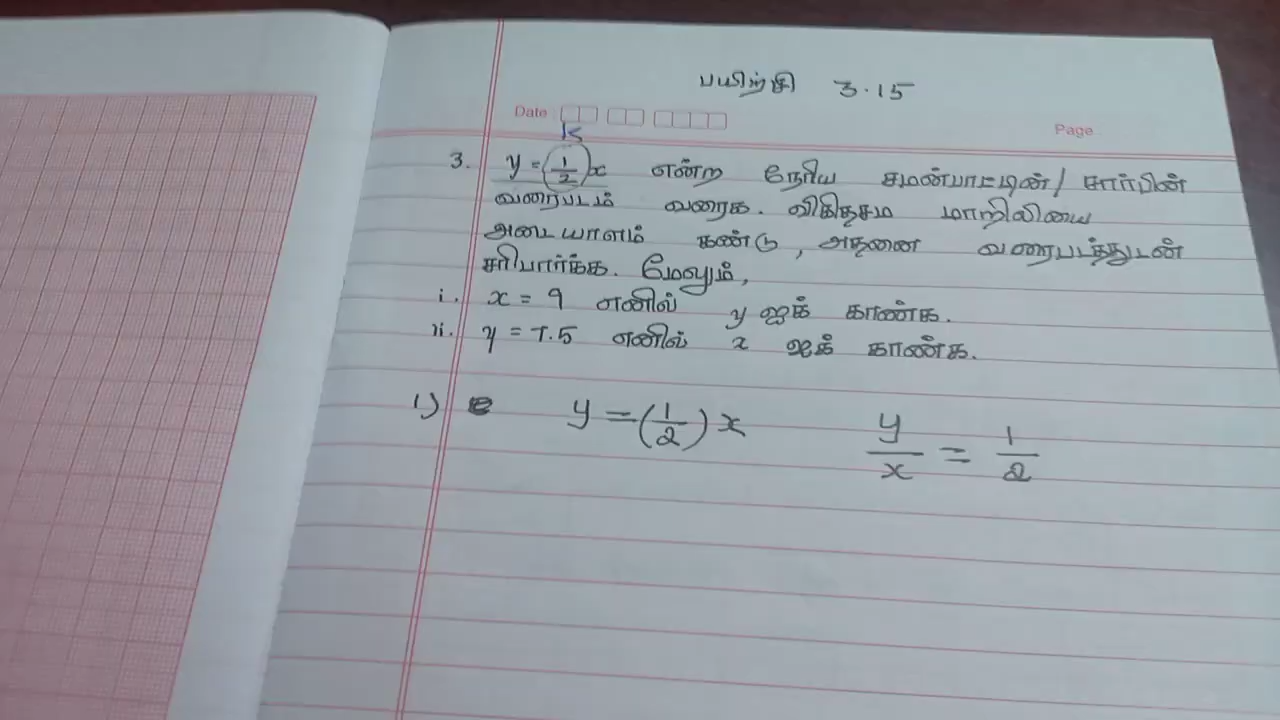 பயிற்சி 3.15
Date
Page
K
3. y = (1/2)x என்ற நேரிய சமன்பாட்டின் / சார்பின்
வரைபடம் வரைக. விகிதசம மாறிலியை
அடையாளம் கண்டு, அதனை வரைபடத்துடன்
சரிபார்க்க. மேலும்,
i. x = 9 எனில் y ஐக் காண்க.
ii. y = 7.5 எனில் x ஐக் காண்க.
1) y = (1/2) x y/x = 1/2